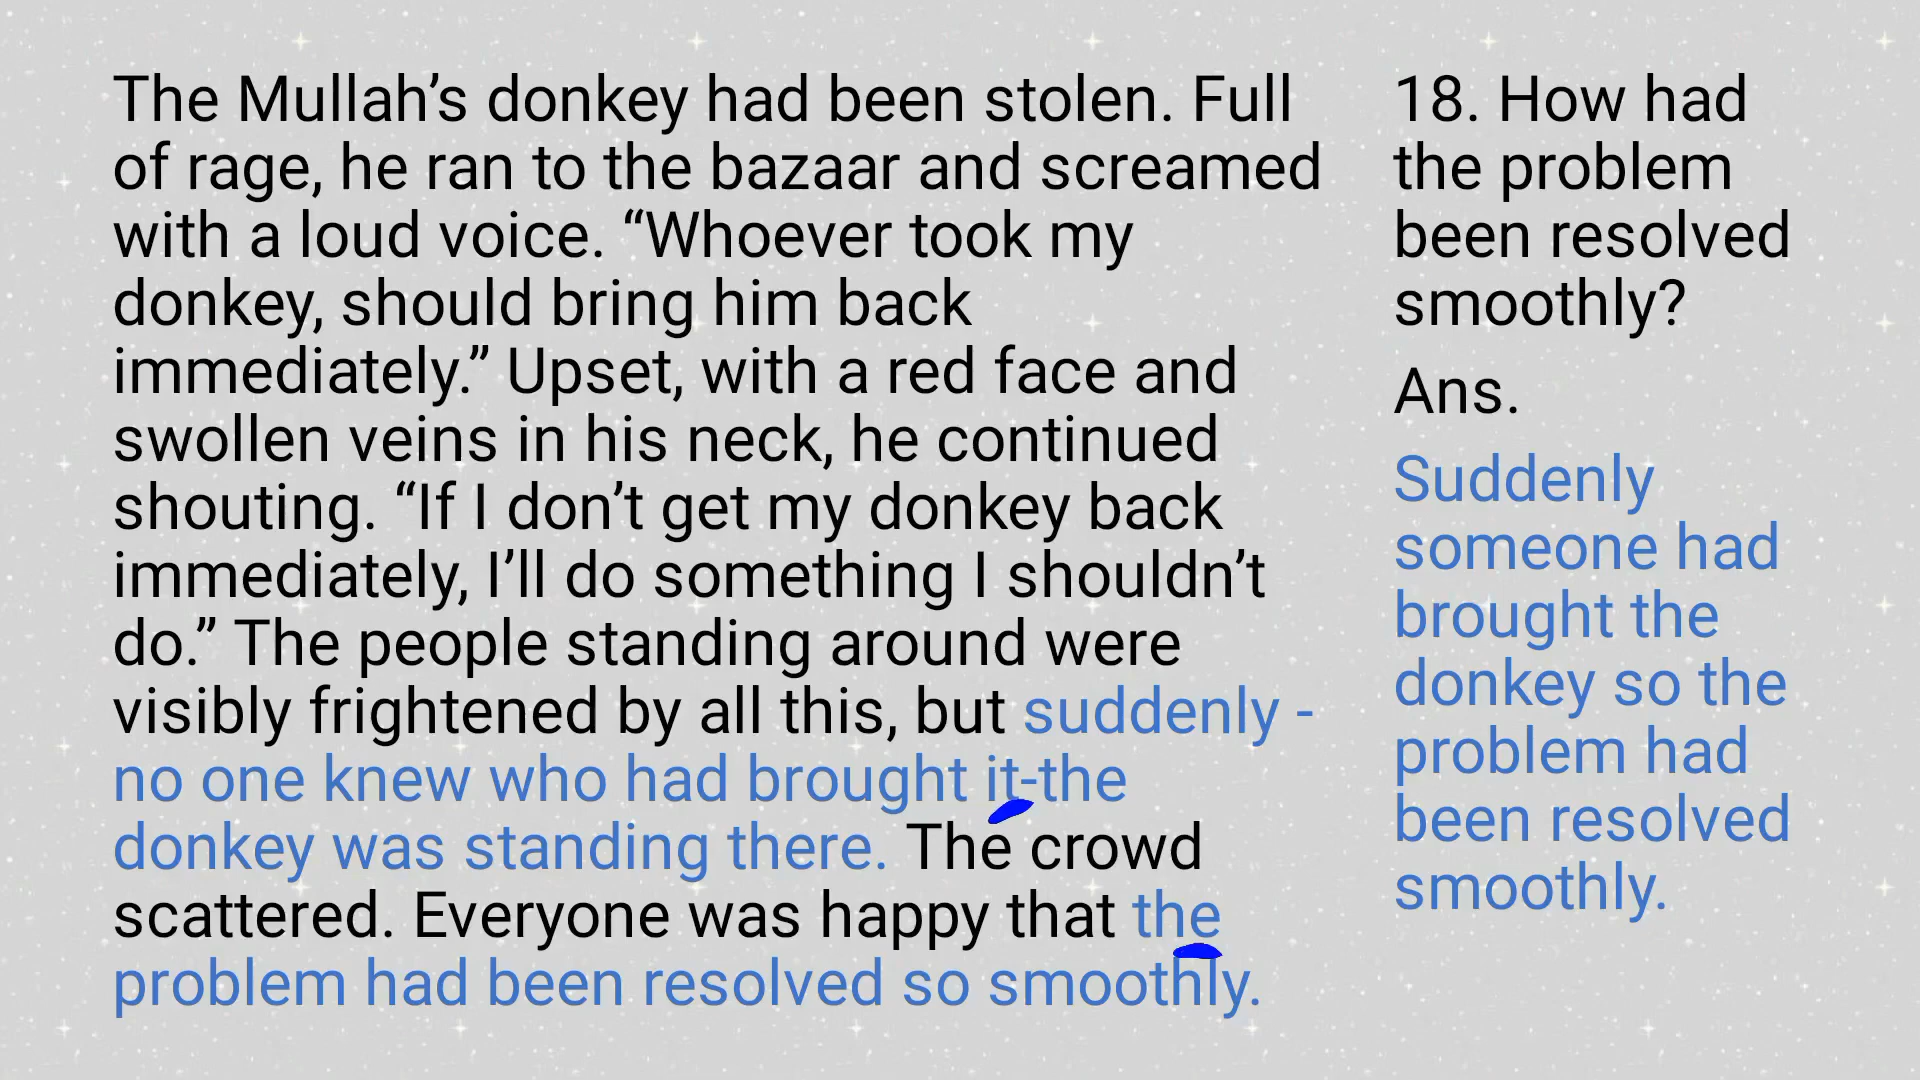 The Mullah’s donkey had been stolen. Full
of rage, he ran to the bazaar and screamed
with a loud voice. “Whoever took my
donkey, should bring him back
immediately.” Upset, with a red face and
swollen veins in his neck, he continued
shouting. “If I don’t get my donkey back
immediately, I’ll do something I shouldn’t
do.” The people standing around were
visibly frightened by all this, but suddenly -
no one knew who had brought it-the
donkey was standing there. The crowd
scattered. Everyone was happy that the
problem had been resolved so smoothly.
18. How had
the problem
been resolved
smoothly?
Ans.
Suddenly
someone had
brought the
donkey so the
problem had
been resolved
smoothly.